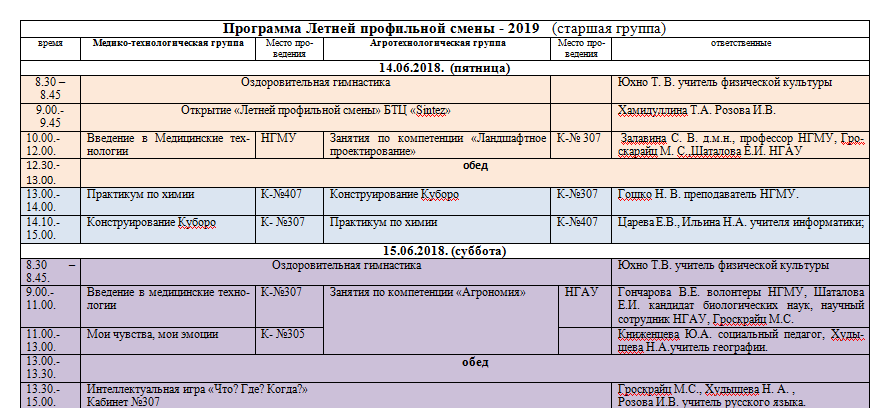 Программа Летней профильной смены - 2019 (старшая группа)
время Медико-технологическая группа Место про- Агротехнологическая группа Место про- ответственные
ведения ведения
14.06.2018. (пятница)
8.30 – Оздоровительная гимнастика Юхно Т. В. учитель физической культуры
8.45
9.00.- Открытие «Летней профильной смены» БТЦ «Sintez» Хамидуллина Т.А. Розова И.В.
9.45
10.00.- Введение в Медицинские тех- НГМУ Занятия по компетенции «Ландшафтное К-№ 307 Задавина С. В. д.м.н., профессор НГМУ, Гро-
12.00. нологии проектирование» скарайц М. С.,Шаталова Е.И. НГАУ
12.30.- обед
13.00.
13.00.- Практикум по химии К-№407 Конструирование Куборо К-№307 Гошко Н. В. преподаватель НГМУ.
14.00.
14.10.- Конструирование Куборо К- №307 Практикум по химии К-№407 Царева Е.В., Ильина Н.А. учителя информатики;
15.00.
15.06.2018. (суббота)
8.30 – Оздоровительная гимнастика Юхно Т.В. учитель физической культуры
8.45.
9.00.- Введение в медицинские техно- К-№307 Занятия по компетенции «Агрономия» НГАУ Гончарова В.Е. волонтеры НГМУ, Шаталова
11.00. логии Е.И. кандидат биологических наук, научный
сотрудник НГАУ, Гроскрайц М.С.
11.00.- Мои чувства, мои эмоции К- №305 Книженцева Ю.А. социальный педагог, Худы-
13.00. щева Н.А.учитель географии.
13.00.- обед
13.30.
13.30.- Интеллектуальная игра «Что? Где? Когда?» Гроскрайц М.С., Худышева Н. А. ,
15.00. Кабинет №307 Розова И.В. учитель русского языка.